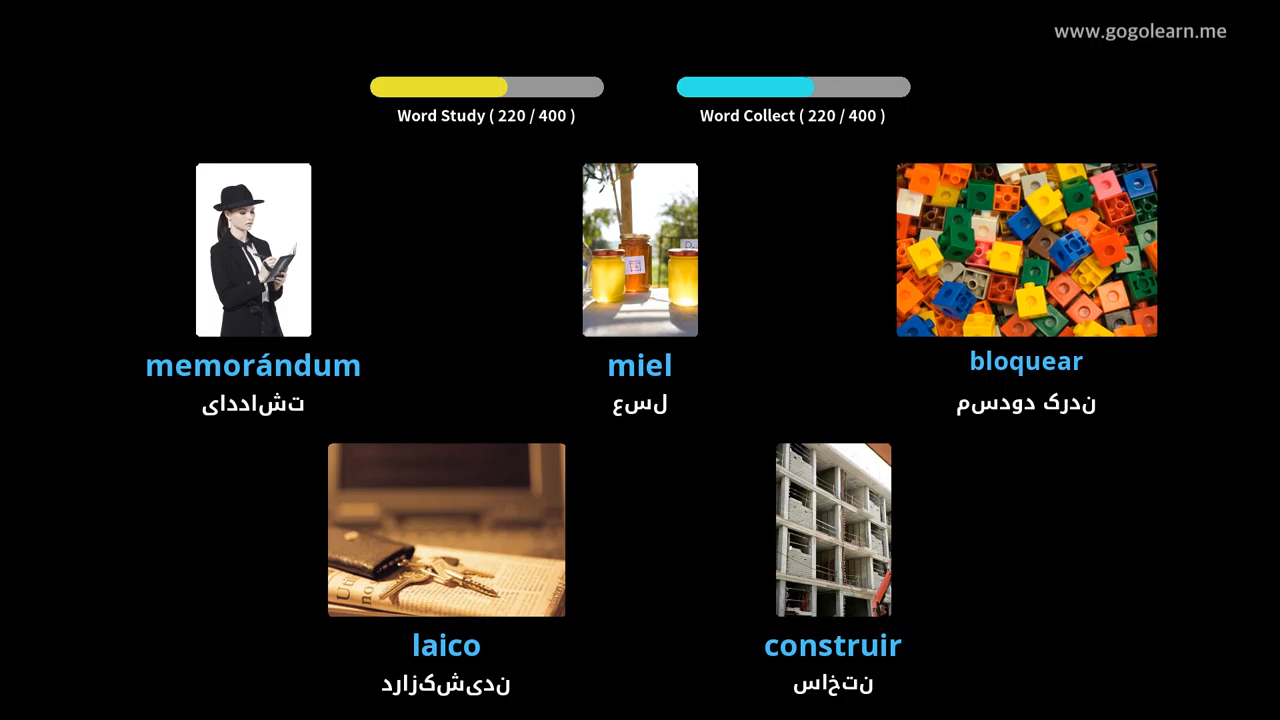 www.gogolearn.me
Word Study ( 220 / 400 )
Word Collect ( 220 / 400 )
memorándum
تشاددای
miel
لسع
bloquear
ندرک دودسم
laico
ندیشکزارد
construir
نتخاس